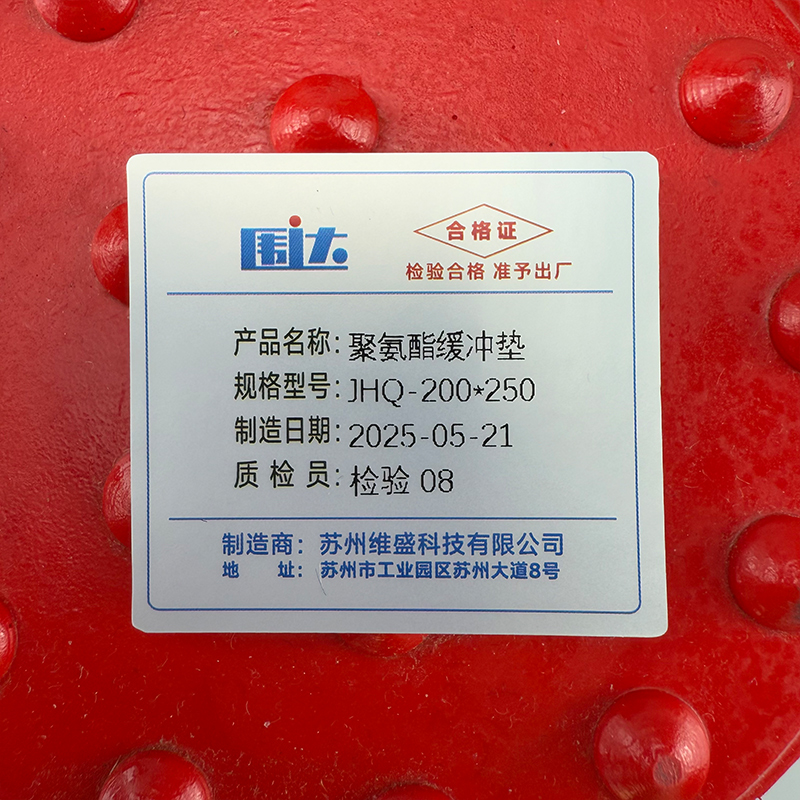 围达
合格证
检验合格 准予出厂
产品名称：聚氨酯缓冲垫
规格型号：JHQ-200*250
制造日期：2025-05-21
质检员：检验 08
制造商：苏州维盛科技有限公司
地址：苏州市工业园区苏州大道8号